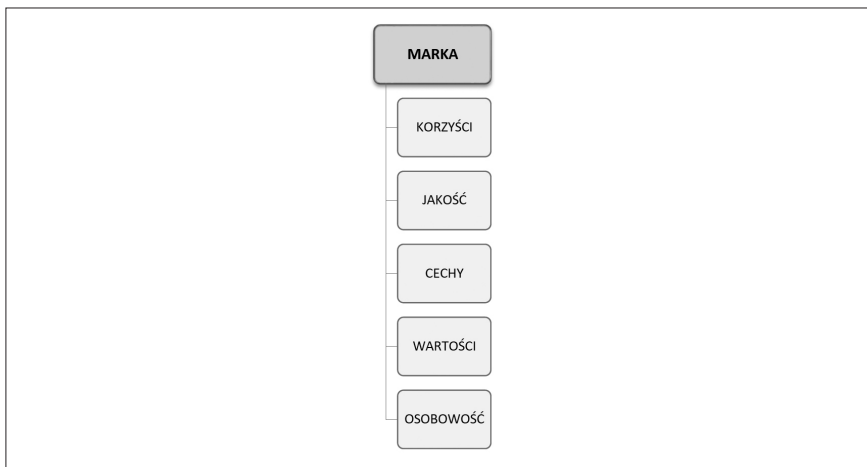 MARKA
KORZYŚCI
JAKOŚĆ
CECHY
WARTOŚCI
OSOBOWOŚĆ